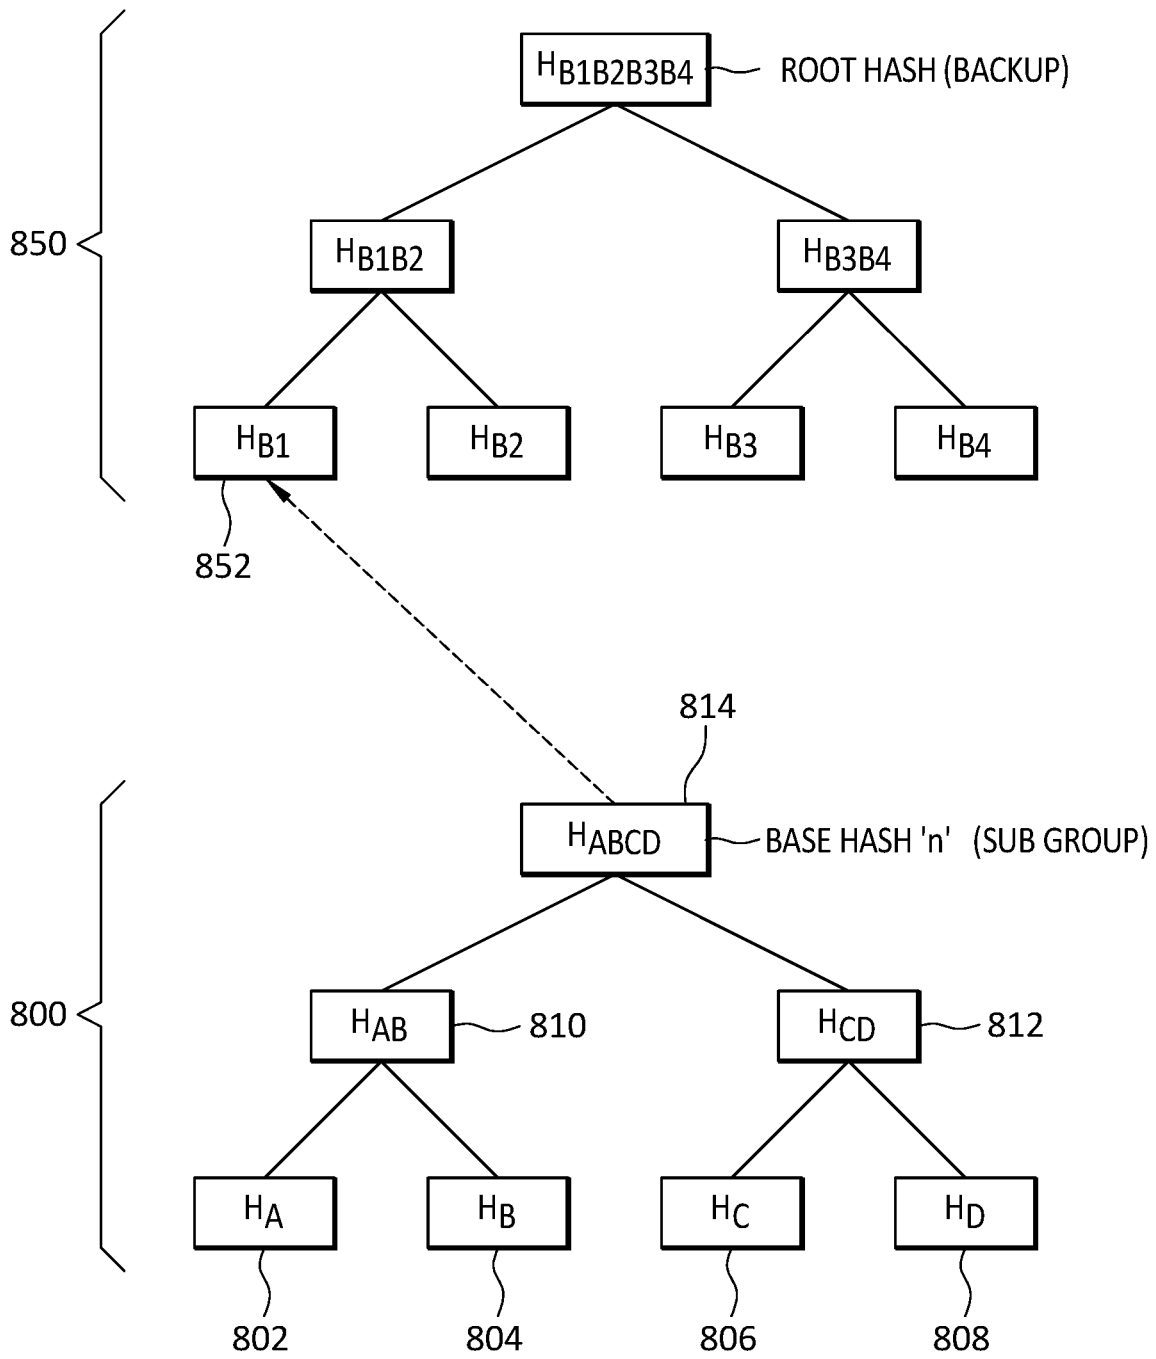 HB1B2B3B4 ROOT HASH (BACKUP)
850
HB1B2 HB3B4
HB1 HB2 HB3 HB4
852
814
HABCD BASE HASH 'n' (SUB GROUP)
800
HAB 810 HCD 812
HA HB HC HD
802 804 806 808